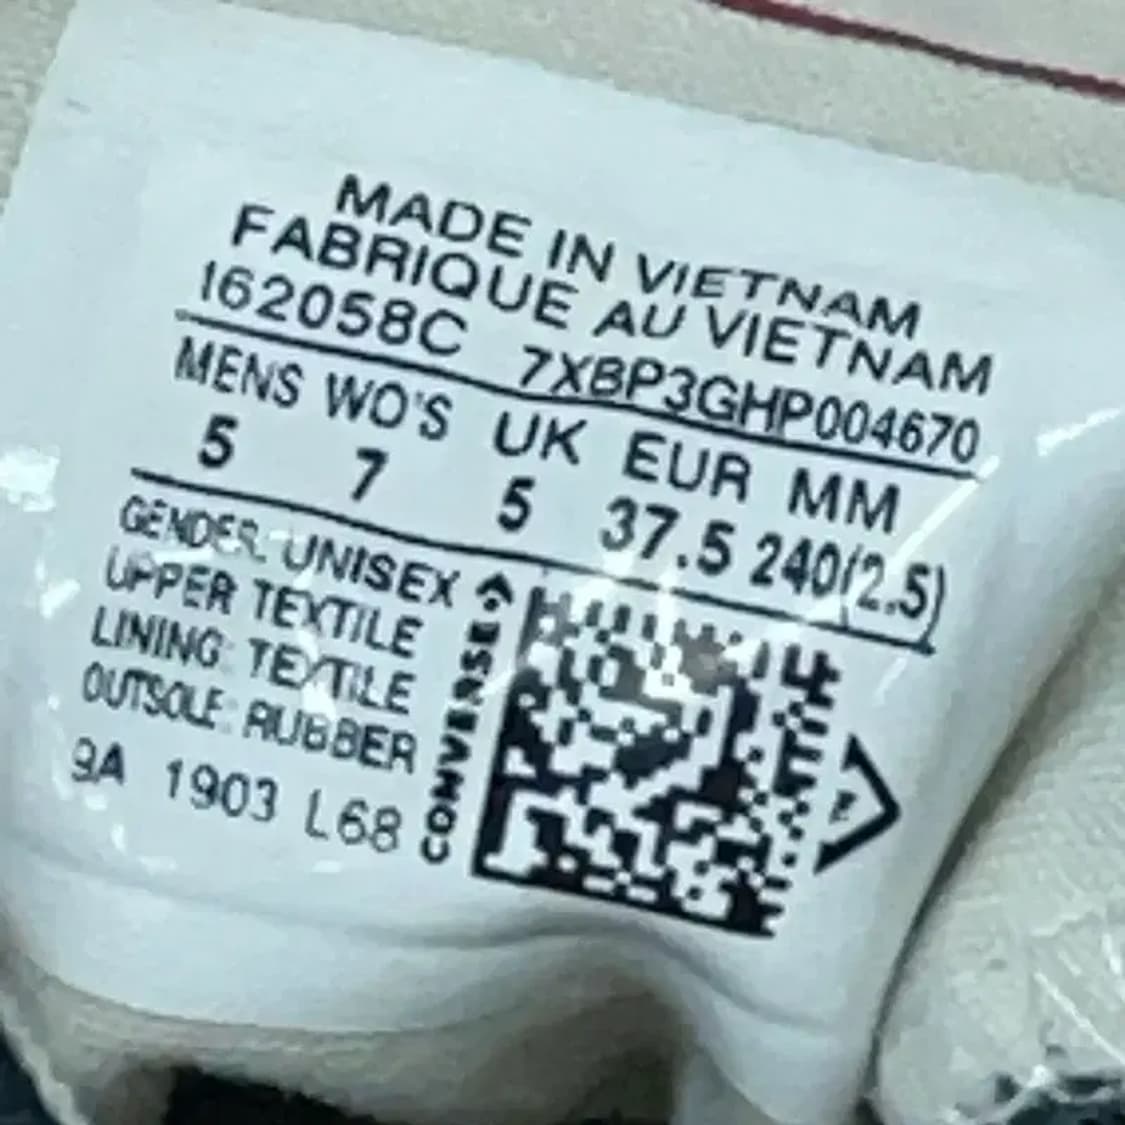 MADE IN VIETNAM
FABRIQUE AU VIETNAM
162058C 7XBP3GHP004670
MENS WO'S UK EUR MM
5 7 5 37.5 240(2.5)
GENDER: UNISEX
UPPER TEXTILE
LINING: TEXTILE
OUTSOLE: RUBBER
9A 1903 L68
CONVERSE